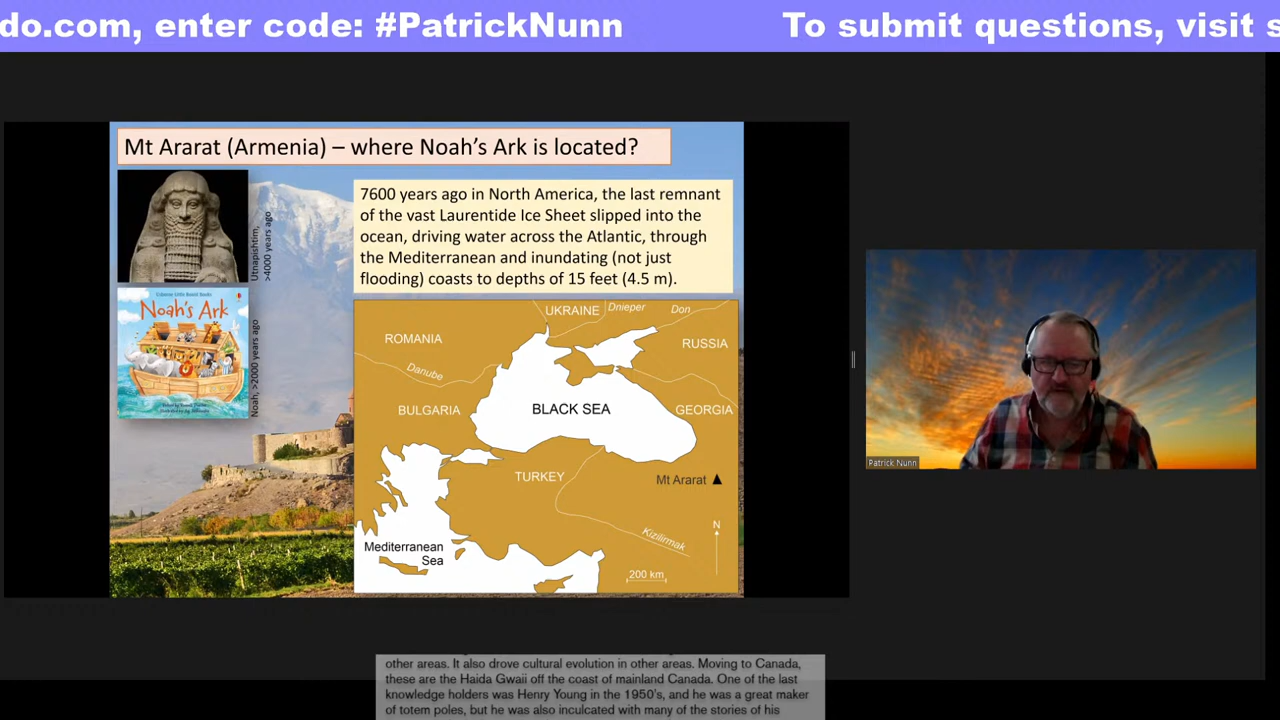 do.com, enter code: #PatrickNunn
To submit questions, visit s
Mt Ararat (Armenia) – where Noah's Ark is located?
Utnapishtim,
>4000 years ago
7600 years ago in North America, the last remnant
of the vast Laurentide Ice Sheet slipped into the
ocean, driving water across the Atlantic, through
the Mediterranean and inundating (not just
flooding) coasts to depths of 15 feet (4.5 m).
Noah's Ark
Noah, >2000 years ago
UKRAINE
Dnieper
Don
ROMANIA
RUSSIA
Danube
BULGARIA
BLACK SEA
GEORGIA
TURKEY
Mt Ararat
Kizilirmak
N
Mediterranean
Sea
200 km
Patrick Nunn
other areas. It also drove cultural evolution in other areas. Moving to Canada,
these are the Haida Gwaii off the coast of mainland Canada. One of the last
knowledge holders was Henry Young in the 1950's, and he was a great maker
of totem poles, but he was also inculcated with many of the stories of his